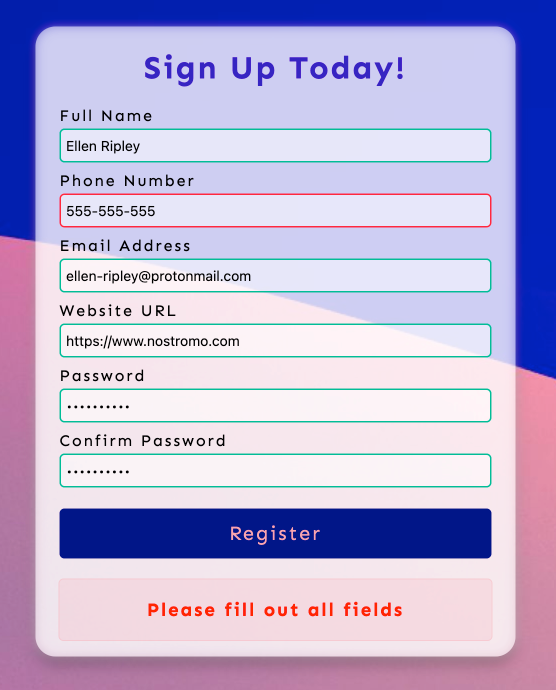 Sign Up Today!
Full Name
Ellen Ripley
Phone Number
555-555-555
Email Address
ellen-ripley@protonmail.com
Website URL
https://www.nostromo.com
Password
••••••••••
Confirm Password
••••••••••
Register
Please fill out all fields